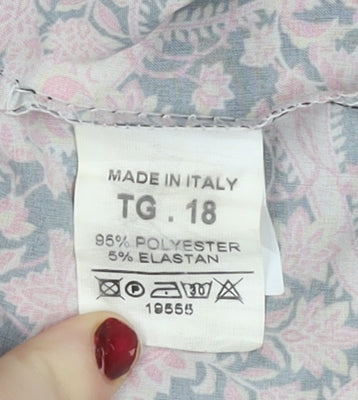 MADE IN ITALY
TG . 18
95% POLYESTER
5% ELASTAN
19555